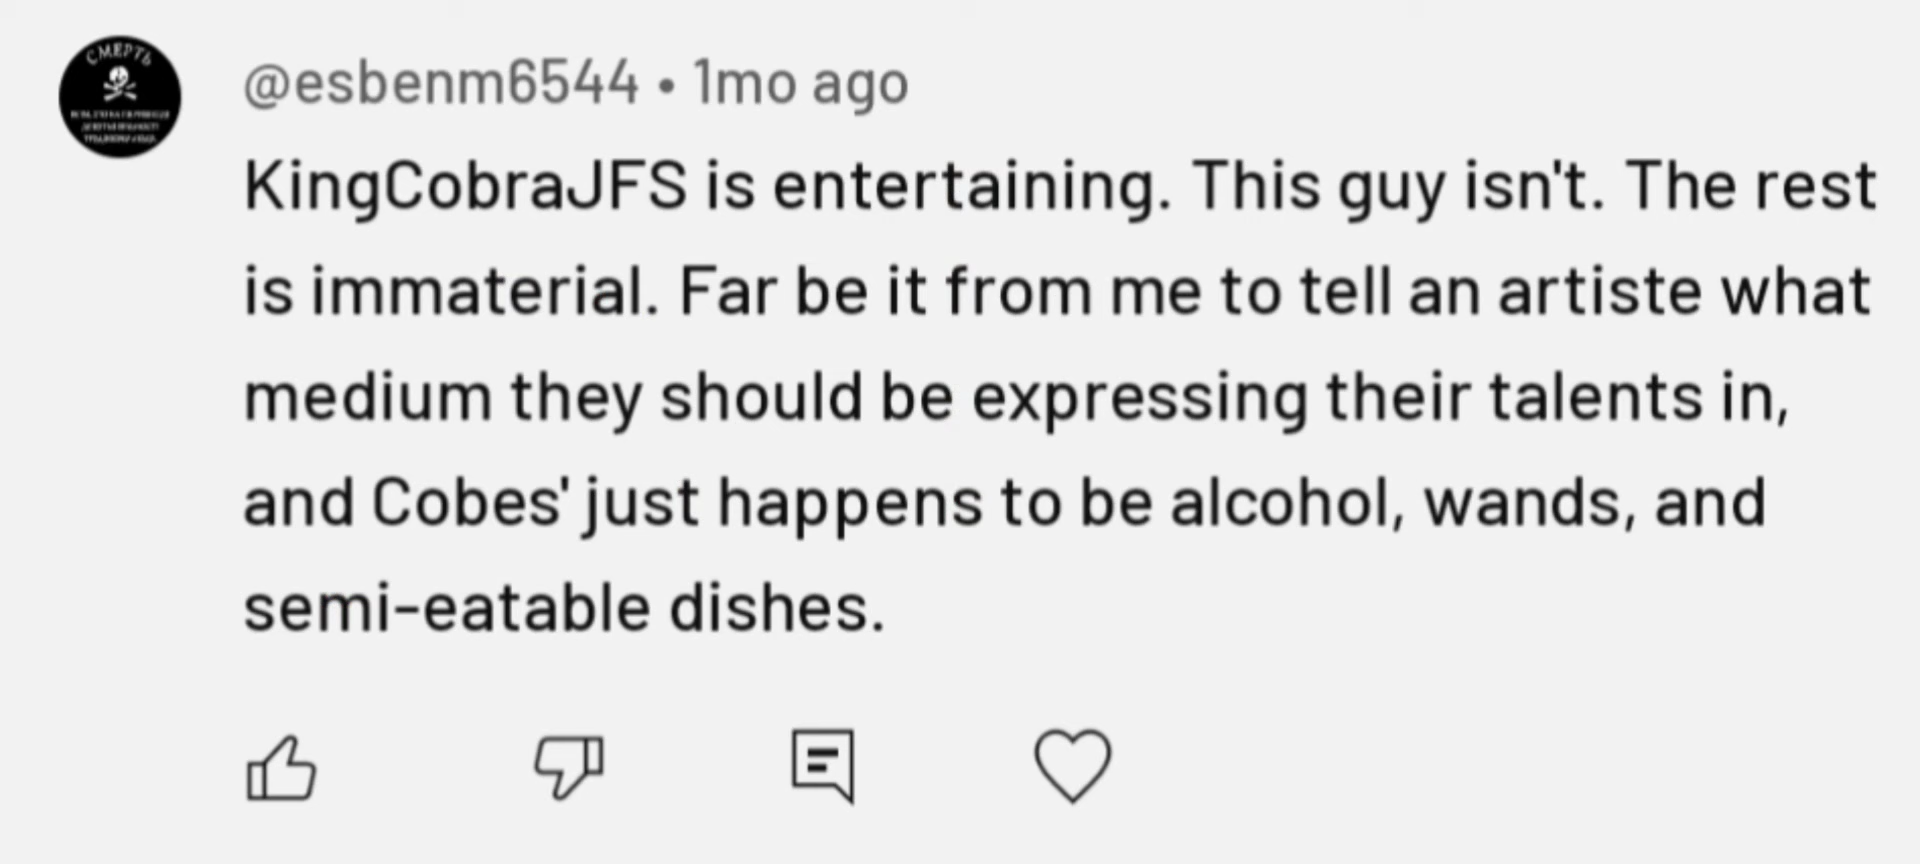 СМЕРТЬ
@esbenm6544 • 1mo ago
KingCobraJFS is entertaining. This guy isn't. The rest
is immaterial. Far be it from me to tell an artiste what
medium they should be expressing their talents in,
and Cobes' just happens to be alcohol, wands, and
semi-eatable dishes.